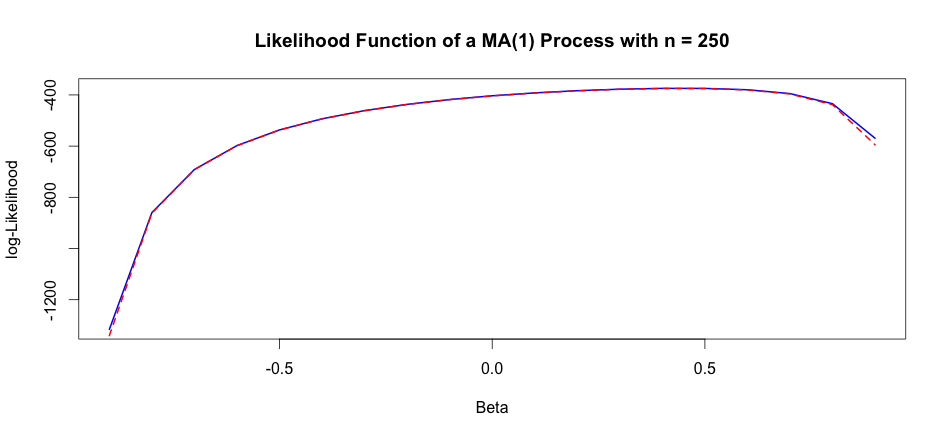 Likelihood Function of a MA(1) Process with n = 250
log-Likelihood
-400
-600
-800
-1200
-0.5
0.0
0.5
Beta